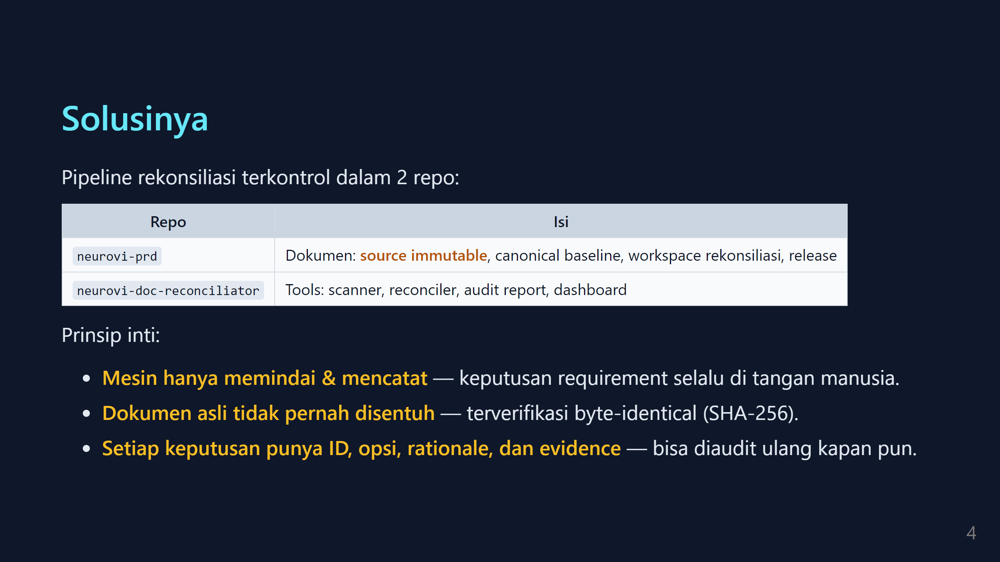 Solusinya
Pipeline rekonsiliasi terkontrol dalam 2 repo:
Repo Isi
neurovi-prd Dokumen: source immutable, canonical baseline, workspace rekonsiliasi, release
neurovi-doc-reconciliator Tools: scanner, reconciler, audit report, dashboard
Prinsip inti:
• Mesin hanya memindai & mencatat — keputusan requirement selalu di tangan manusia.
• Dokumen asli tidak pernah disentuh — terverifikasi byte-identical (SHA-256).
• Setiap keputusan punya ID, opsi, rationale, dan evidence — bisa diaudit ulang kapan pun.
4